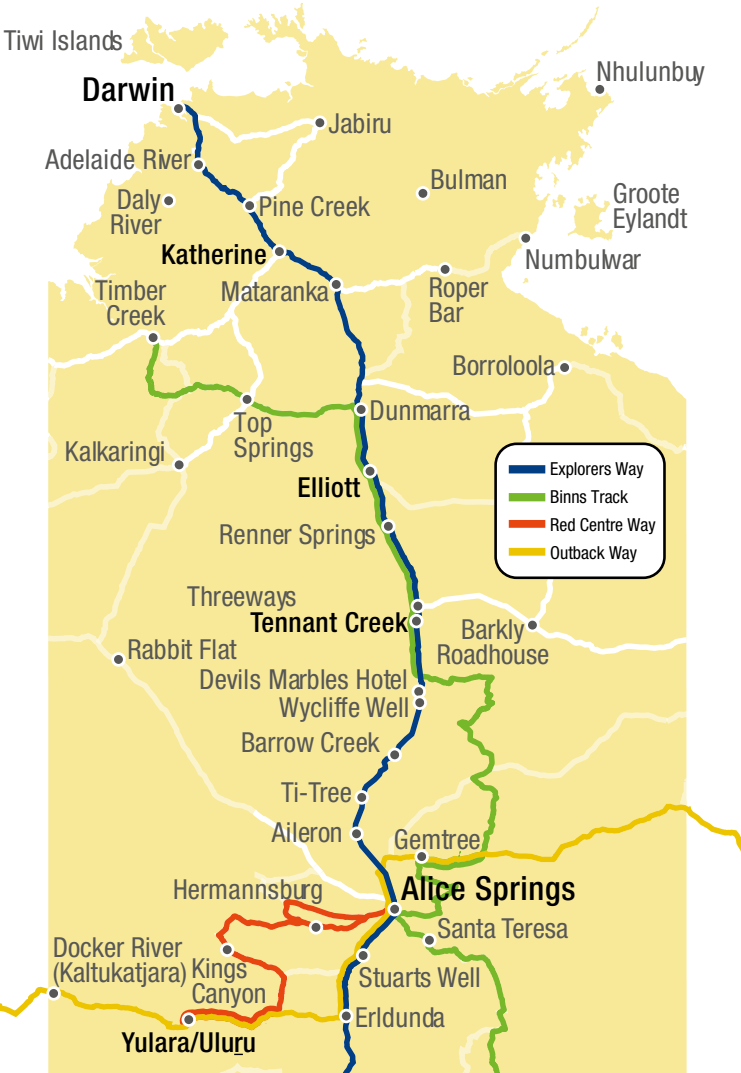 Tiwi Islands
Nhulunbuy
Darwin
Jabiru
Adelaide River
Bulman
Daly
River
Pine Creek
Groote
Eylandt
Katherine
Numbulwar
Mataranka
Roper
Bar
Timber
Creek
Borroloola
Dunmarra
Top
Springs
Kalkaringi
Elliott
Explorers Way
Binns Track
Red Centre Way
Outback Way
Renner Springs
Threeways
Tennant Creek
Barkly
Roadhouse
Rabbit Flat
Devils Marbles Hotel
Wycliffe Well
Barrow Creek
Ti-Tree
Aileron
Gemtree
Hermannsburg
Alice Springs
Santa Teresa
Docker River
(Kaltukatjara)
Kings
Canyon
Stuarts Well
Erldunda
Yulara/Uluṟu